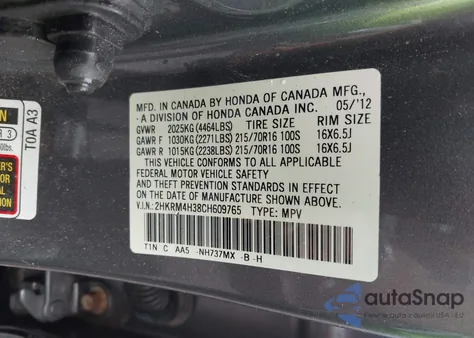 MFD. IN CANADA BY HONDA OF CANADA MFG.,
A DIVISION OF HONDA CANADA INC. 05/'12
GVWR 2025KG (4464LBS) TIRE SIZE RIM SIZE
GAWR F 1030KG (2271LBS) 215/70R16 100S 16X6.5J
GAWR R 1015KG (2238LBS) 215/70R16 100S 16X6.5J
THIS VEHICLE CONFORMS TO ALL APPLICABLE
FEDERAL MOTOR VEHICLE SAFETY
AND THEFT PREVENTION STANDARDS IN EFFECT
ON THE DATE OF MANUFACTURE SHOWN ABOVE.
V.I.N.: 2HKRM4H38CH609765 TYPE: MPV
T1N C AA5 -NH737MX -B -H
T0A A3
R 3
autoSnap